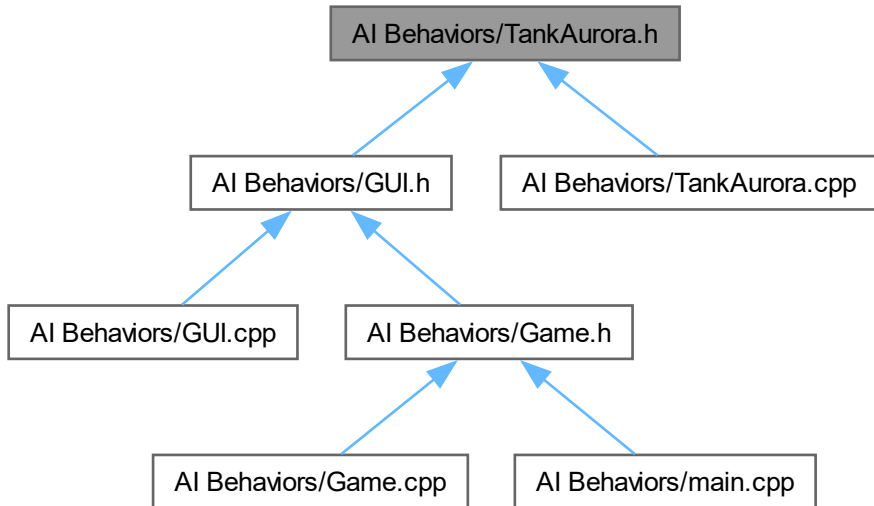 AI Behaviors/TankAurora.h
AI Behaviors/GUI.h
AI Behaviors/TankAurora.cpp
AI Behaviors/GUI.cpp
AI Behaviors/Game.h
AI Behaviors/Game.cpp
AI Behaviors/main.cpp